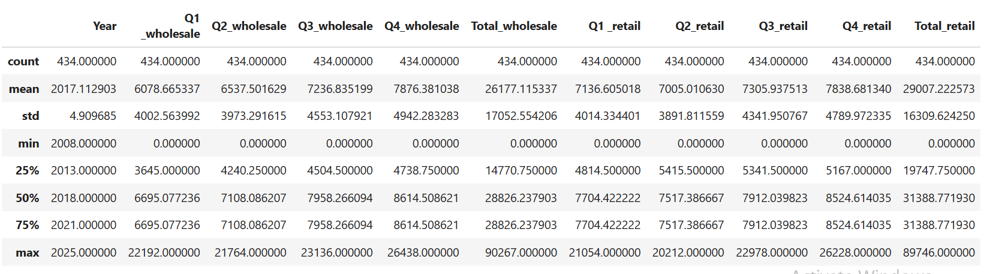 Year Q1 _wholesale Q2_wholesale Q3_wholesale Q4_wholesale Total_wholesale Q1 _retail Q2_retail Q3_retail Q4_retail Total_retail
count 434.000000 434.000000 434.000000 434.000000 434.000000 434.000000 434.000000 434.000000 434.000000 434.000000 434.000000
mean 2017.112903 6078.665337 6537.501629 7236.835199 7876.381038 26177.115337 7136.605018 7005.010630 7305.937513 7838.681340 29007.222573
std 4.909685 4002.563992 3973.291615 4553.107921 4942.283283 17052.554206 4014.334401 3891.811559 4341.950767 4789.972335 16309.624250
min 2008.000000 0.000000 0.000000 0.000000 0.000000 0.000000 0.000000 0.000000 0.000000 0.000000 0.000000
25% 2013.000000 3645.000000 4240.250000 4504.500000 4738.750000 14770.750000 4814.500000 5415.500000 5341.500000 5167.000000 19747.750000
50% 2018.000000 6695.077236 7108.086207 7958.266094 8614.508621 28826.237903 7704.422222 7517.386667 7912.039823 8524.614035 31388.771930
75% 2021.000000 6695.077236 7108.086207 7958.266094 8614.508621 28826.237903 7704.422222 7517.386667 7912.039823 8524.614035 31388.771930
max 2025.000000 22192.000000 21764.000000 23136.000000 26438.000000 90267.000000 21054.000000 20212.000000 22978.000000 26228.000000 89746.000000
Activate Windows